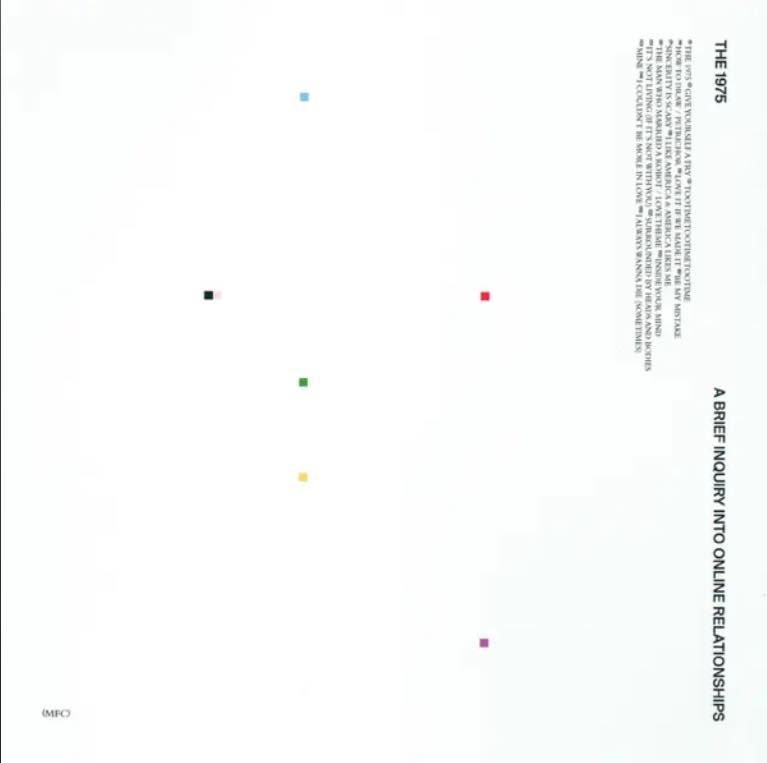 THE 1975
A BRIEF INQUIRY INTO ONLINE RELATIONSHIPS
THE 1975 GIVE YOURSELF A TRY TOOTIMETOOTIMETOOTIME
HOW TO DRAW / PETRICHOR LOVE IT IF WE MADE IT BE MY MISTAKE
SINCERITY IS SCARY I LIKE AMERICA & AMERICA LIKES ME
THE MAN WHO MARRIED A ROBOT / LOVE THEME INSIDE YOUR MIND
IT'S NOT LIVING (IF IT'S NOT WITH YOU) SURROUNDED BY HEADS AND BODIES
MINE I COULDN'T BE MORE IN LOVE I ALWAYS WANNA DIE (SOMETIMES)
(MFC)